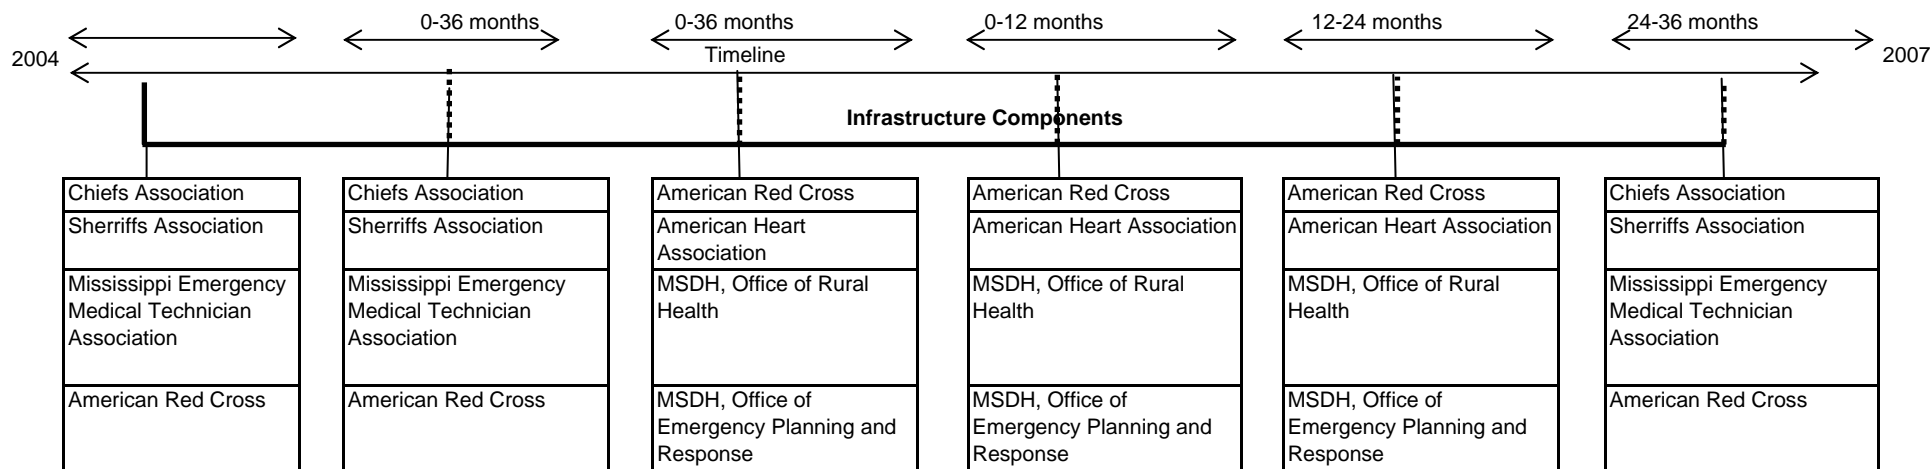 0-36 months
0-36 months
0-12 months
12-24 months
24-36 months
2004
Timeline
2007
Infrastructure Components
Chiefs Association
Sherriffs Association
Mississippi Emergency
Medical Technician
Association
American Red Cross
Chiefs Association
Sherriffs Association
Mississippi Emergency
Medical Technician
Association
American Red Cross
American Red Cross
American Heart
Association
MSDH, Office of Rural
Health
MSDH, Office of
Emergency Planning and
Response
American Red Cross
American Heart Association
MSDH, Office of Rural
Health
MSDH, Office of
Emergency Planning and
Response
American Red Cross
American Heart Association
MSDH, Office of Rural
Health
MSDH, Office of
Emergency Planning and
Response
Chiefs Association
Sherriffs Association
Mississippi Emergency
Medical Technician
Association
American Red Cross